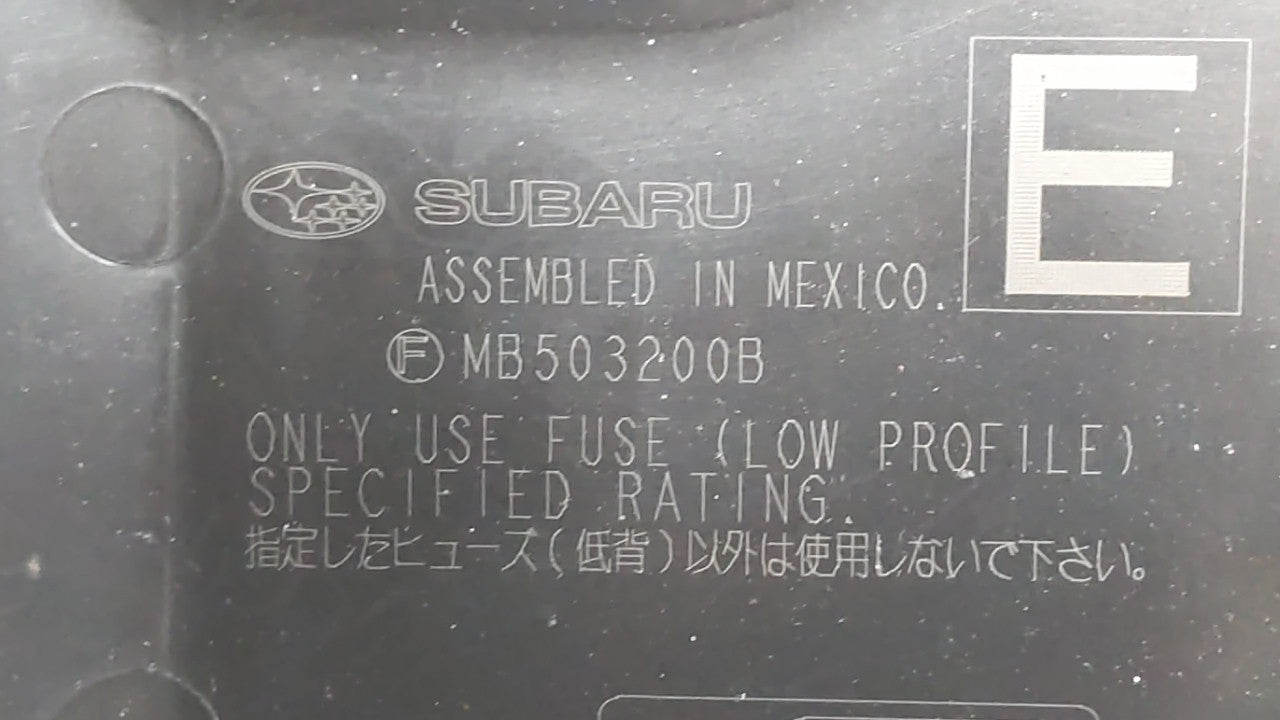 SUBARU
E
ASSEMBLED IN MEXICO.
Ⓕ MB503200B
ONLY USE FUSE (LOW PROFILE)
SPECIFIED RATING.
指定したヒューズ(低背)以外は使用しないで下さい。